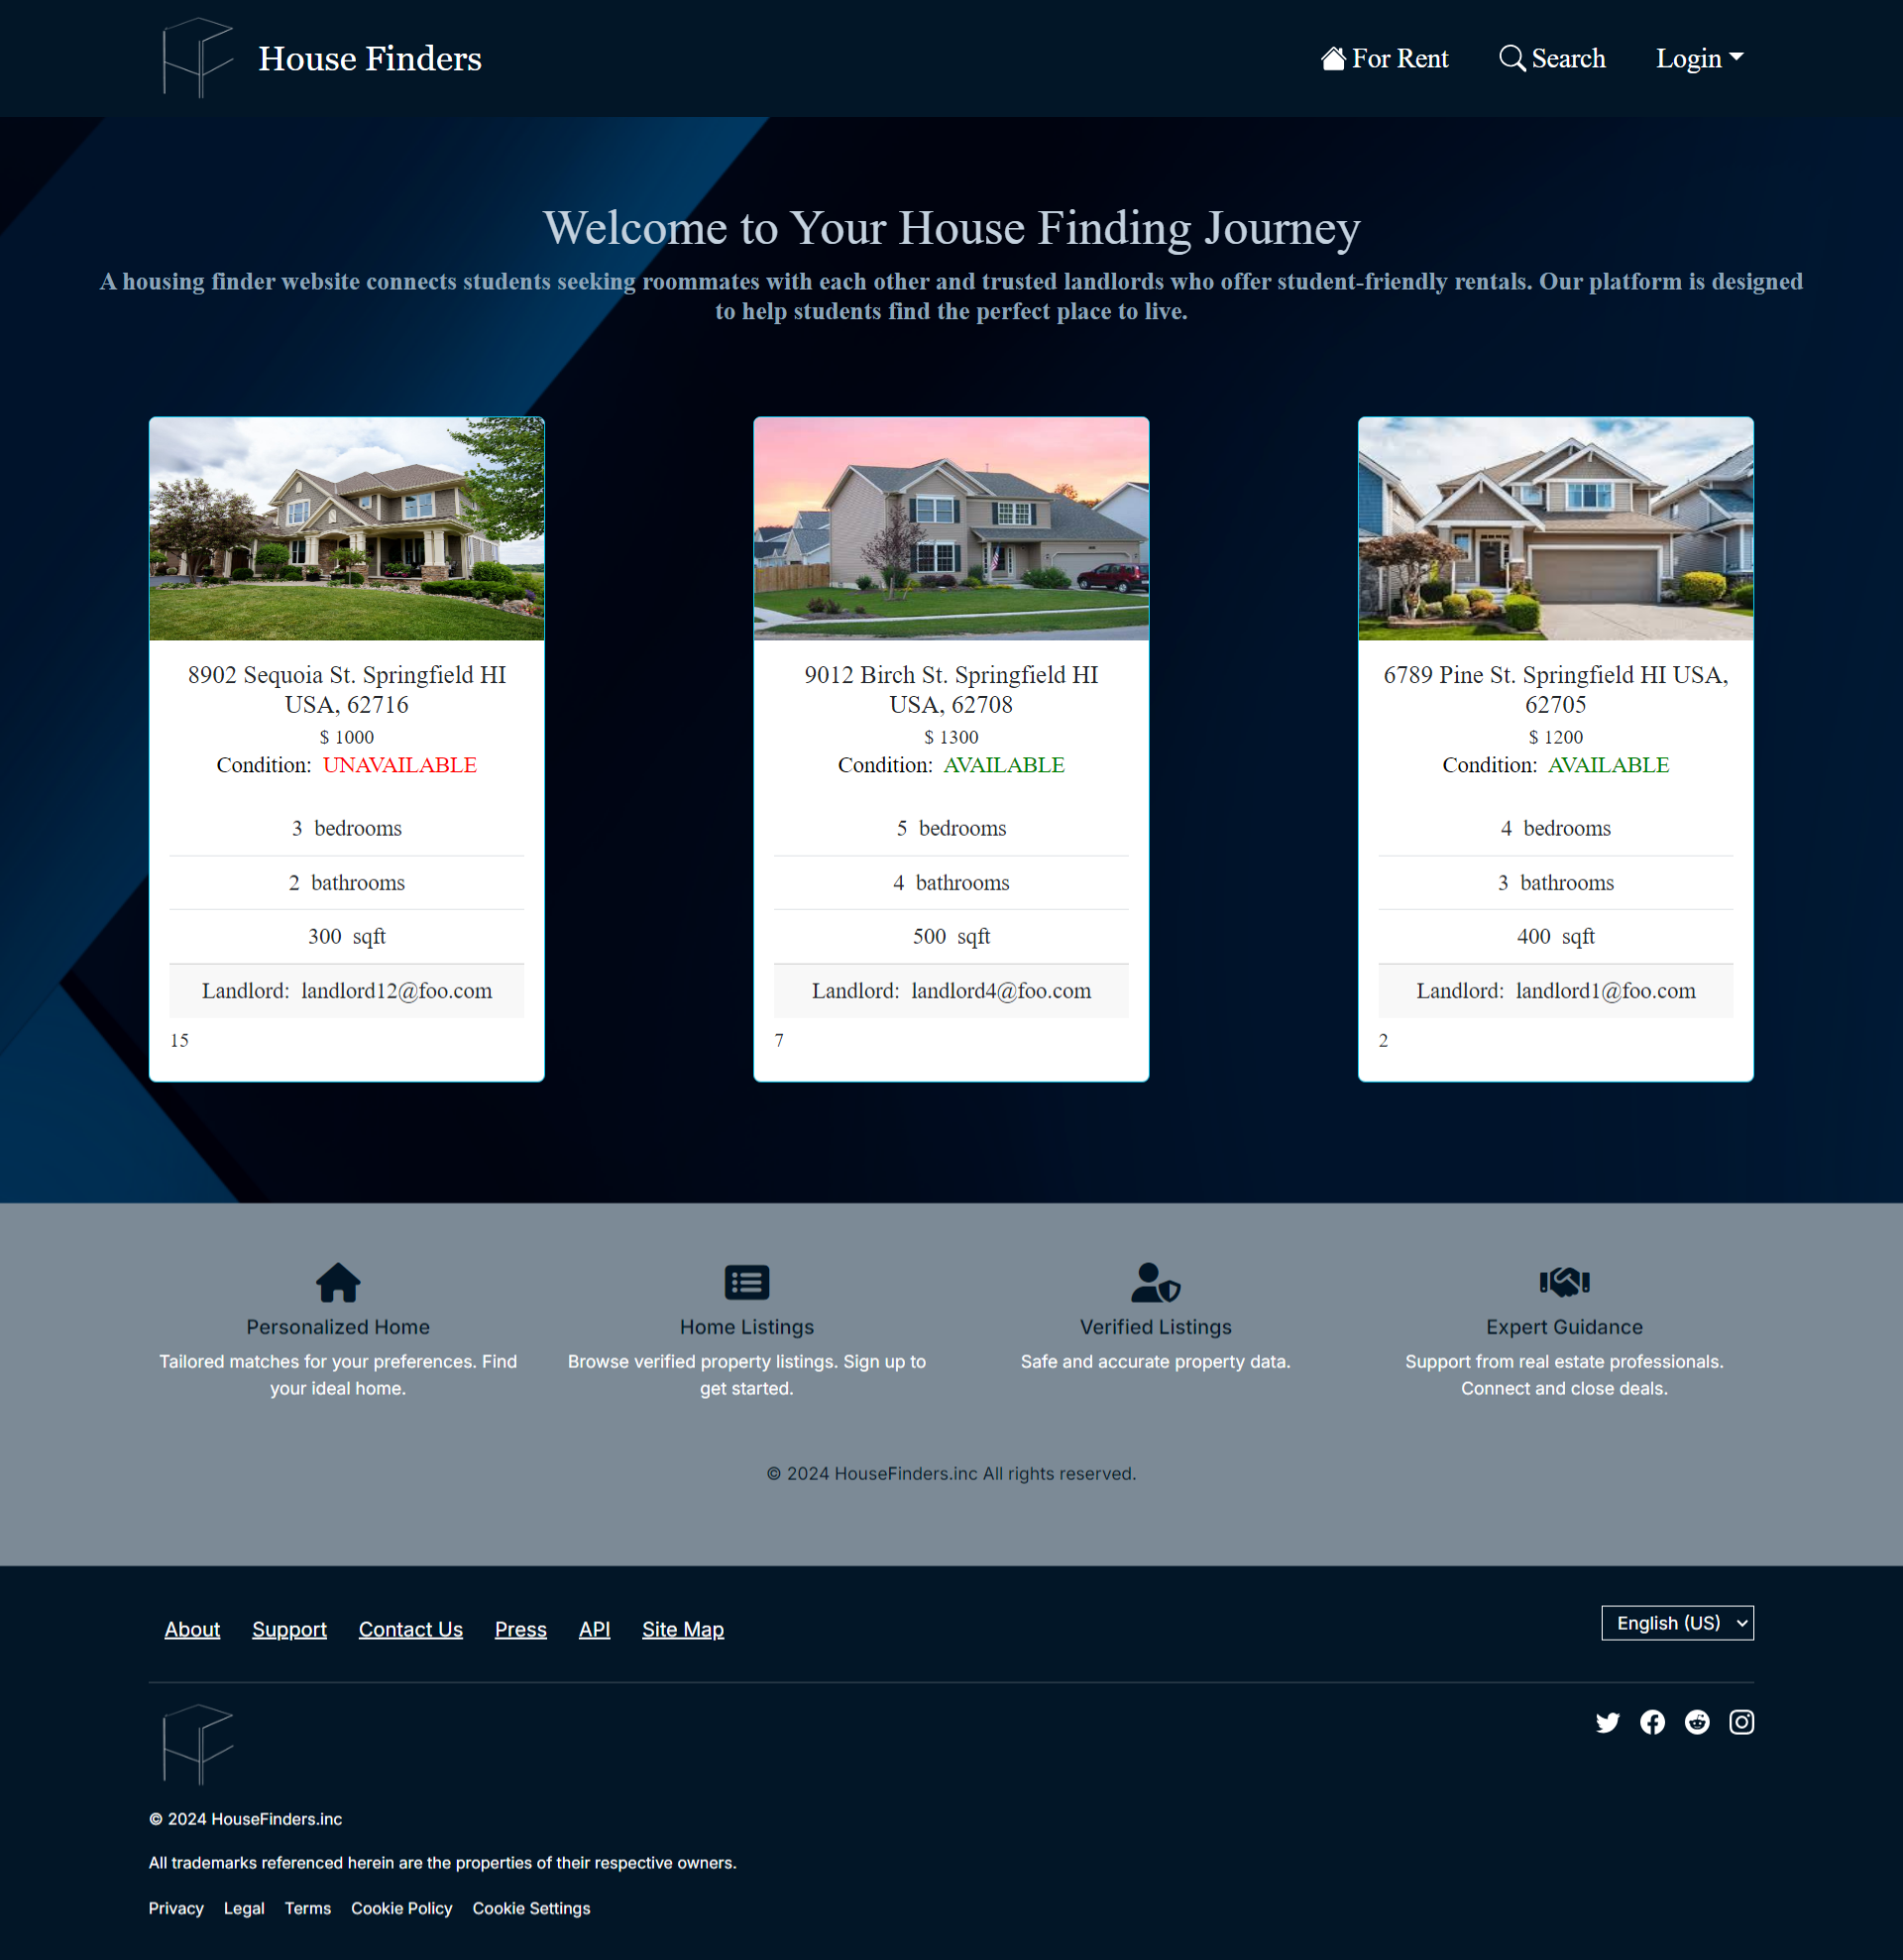 House Finders
For Rent
Search
Login
Welcome to Your House Finding Journey
A housing finder website connects students seeking roommates with each other and trusted landlords who offer student-friendly rentals. Our platform is designed
to help students find the perfect place to live.
8902 Sequoia St. Springfield HI
USA, 62716
$ 1000
Condition: UNAVAILABLE
3 bedrooms
2 bathrooms
300 sqft
Landlord: landlord12@foo.com
15
9012 Birch St. Springfield HI
USA, 62708
$ 1300
Condition: AVAILABLE
5 bedrooms
4 bathrooms
500 sqft
Landlord: landlord4@foo.com
7
6789 Pine St. Springfield HI USA,
62705
$ 1200
Condition: AVAILABLE
4 bedrooms
3 bathrooms
400 sqft
Landlord: landlord1@foo.com
2
Personalized Home
Tailored matches for your preferences. Find
your ideal home.
Home Listings
Browse verified property listings. Sign up to
get started.
Verified Listings
Safe and accurate property data.
Expert Guidance
Support from real estate professionals.
Connect and close deals.
© 2024 HouseFinders.inc All rights reserved.
About Support Contact Us Press API Site Map
English (US)
© 2024 HouseFinders.inc
All trademarks referenced herein are the properties of their respective owners.
Privacy Legal Terms Cookie Policy Cookie Settings